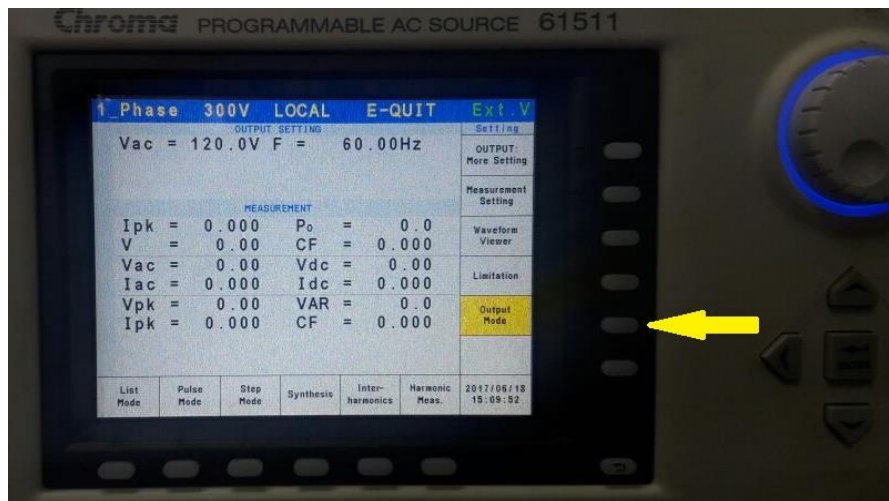 Chroma PROGRAMMABLE AC SOURCE 61511
1_Phase 300V LOCAL E-QUIT Ext.V
OUTPUT SETTING
Vac = 120.0V F = 60.00Hz
MEASUREMENT
Ipk = 0.000 Po = 0.0
V = 0.00 CF = 0.000
Vac = 0.00 Vdc = 0.00
Iac = 0.000 Idc = 0.000
Vpk = 0.00 VAR = 0.0
Ipk = 0.000 CF = 0.000
Setting
OUTPUT:
More Setting
Measurement
Setting
Waveform
Viewer
Limitation
Output
Mode
List
Mode
Pulse
Mode
Step
Mode
Synthesis
Inter-
harmonics
Harmonic
Meas.
2017/06/18
15:09:52